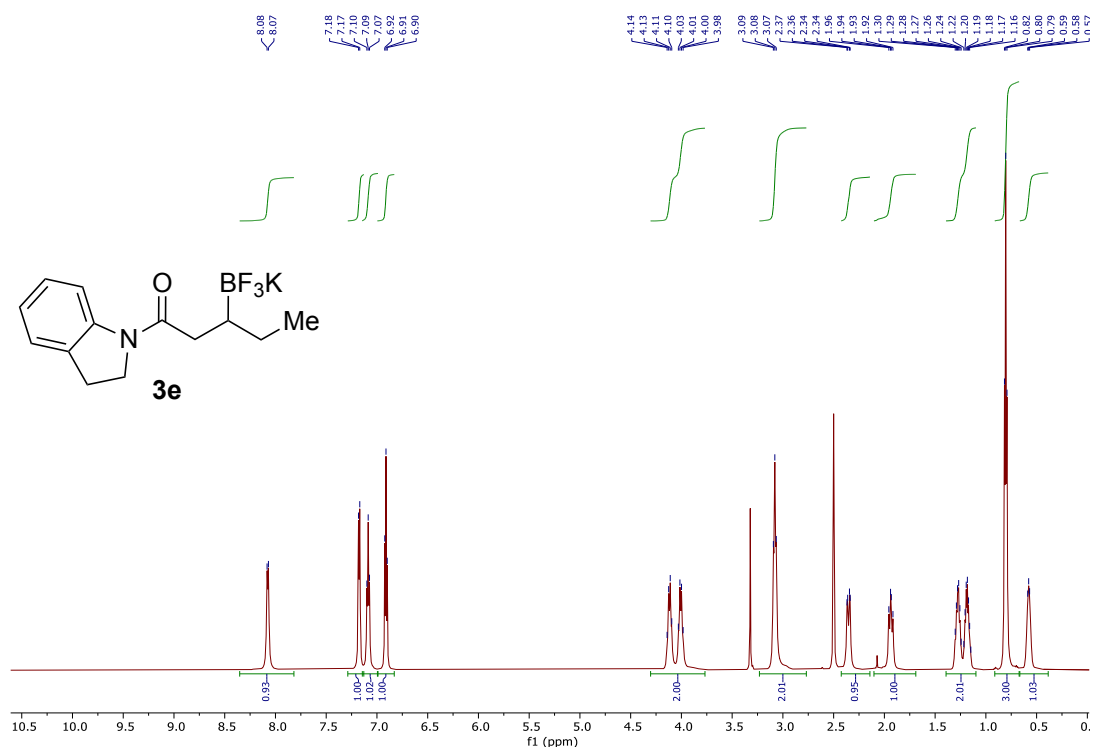 8.08 8.07 7.18 7.17 7.10 7.09 7.07 6.92 6.91 6.90 4.14 4.13 4.11 4.10 4.03 4.01 4.00 3.98 3.09 3.08 3.07 2.37 2.36 2.34 2.34 1.96 1.94 1.93 1.92 1.30 1.29 1.28 1.27 1.26 1.24 1.22 1.20 1.19 1.18 1.17 1.16 0.82 0.80 0.79 0.59 0.58 0.57
O
BF3K
Me
N
3e
0.93 1.00 1.02 1.00 2.00 2.01 0.95 1.00 2.01 3.00 1.03
10.5 10.0 9.5 9.0 8.5 8.0 7.5 7.0 6.5 6.0 5.5 5.0 4.5 4.0 3.5 3.0 2.5 2.0 1.5 1.0 0.5 0.
f1 (ppm)